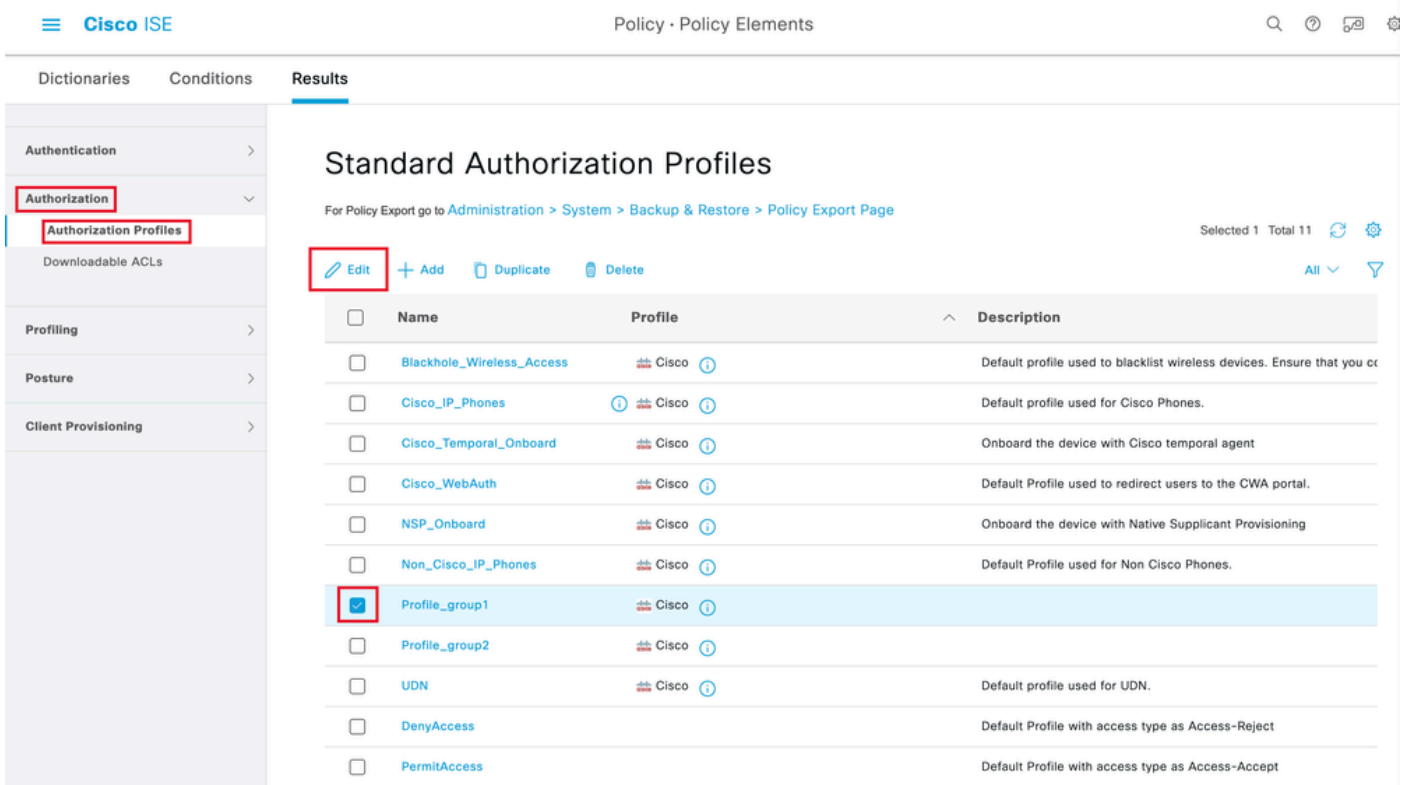 Cisco ISE
Policy · Policy Elements
Dictionaries Conditions Results
Authentication
Authorization
Authorization Profiles
Downloadable ACLs
Profiling
Posture
Client Provisioning
Standard Authorization Profiles
For Policy Export go to Administration > System > Backup & Restore > Policy Export Page
Selected 1 Total 11
Edit Add Duplicate Delete All
Name Profile Description
Blackhole_Wireless_Access Cisco Default profile used to blacklist wireless devices. Ensure that you co
Cisco_IP_Phones Cisco Default profile used for Cisco Phones.
Cisco_Temporal_Onboard Cisco Onboard the device with Cisco temporal agent
Cisco_WebAuth Cisco Default Profile used to redirect users to the CWA portal.
NSP_Onboard Cisco Onboard the device with Native Supplicant Provisioning
Non_Cisco_IP_Phones Cisco Default Profile used for Non Cisco Phones.
Profile_group1 Cisco
Profile_group2 Cisco
UDN Cisco Default profile used for UDN.
DenyAccess Default Profile with access type as Access-Reject
PermitAccess Default Profile with access type as Access-Accept